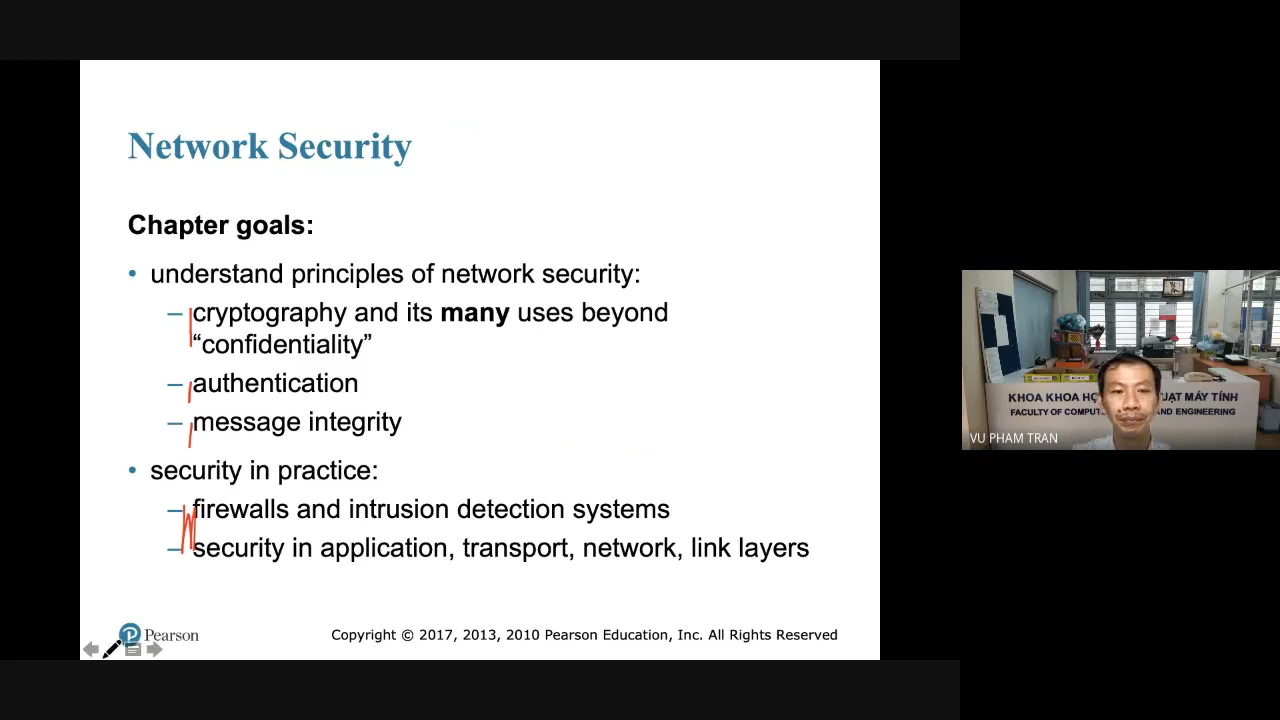 Network Security
Chapter goals:
• understand principles of network security:
– cryptography and its many uses beyond
“confidentiality”
– authentication
– message integrity
• security in practice:
– firewalls and intrusion detection systems
– security in application, transport, network, link layers
Pearson
Copyright © 2017, 2013, 2010 Pearson Education, Inc. All Rights Reserved
KHOA KHOA HỌ UẬT MÁY TÍNH
FACULTY OF COMPUT AND ENGINEERING
VU PHAM TRAN